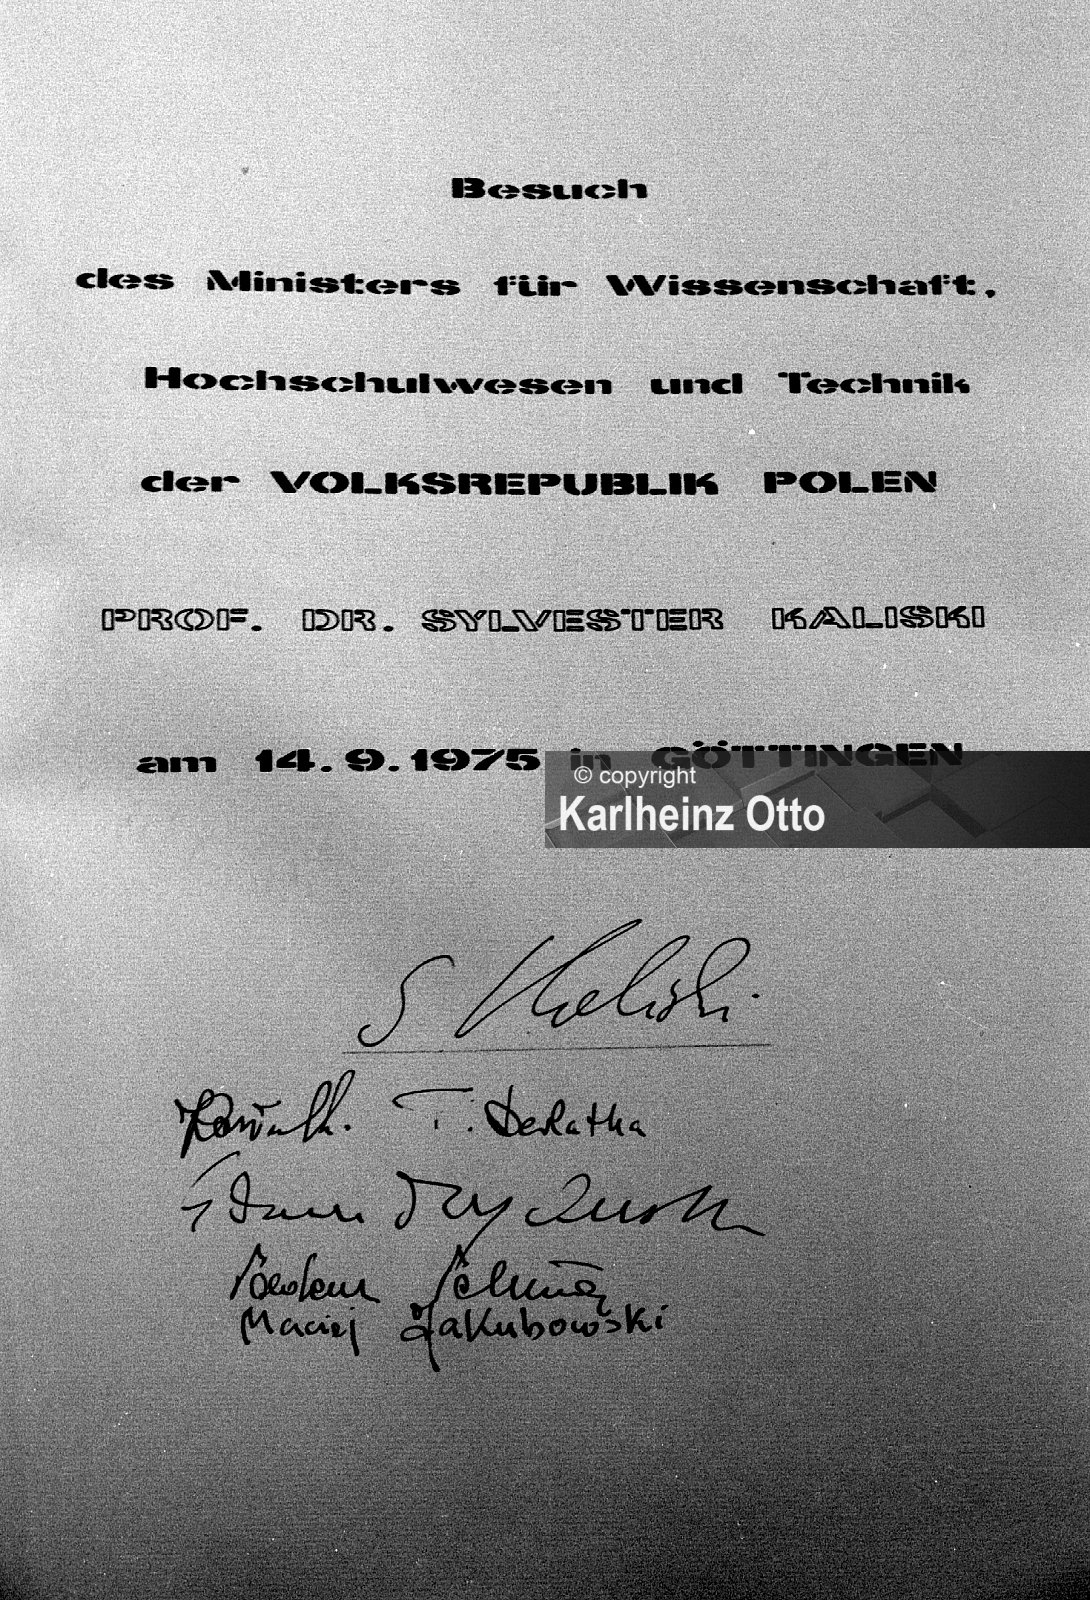 Besuch
des Ministers für Wissenschaft,
Hochschulwesen und Technik
der VOLKSREPUBLIK POLEN
PROF. DR. SYLVESTER KALISKI
am 14.9.1975 in GÖTTINGEN
© copyright
Karlheinz Otto
S Kaliski
T.
Maciej Jakubowski